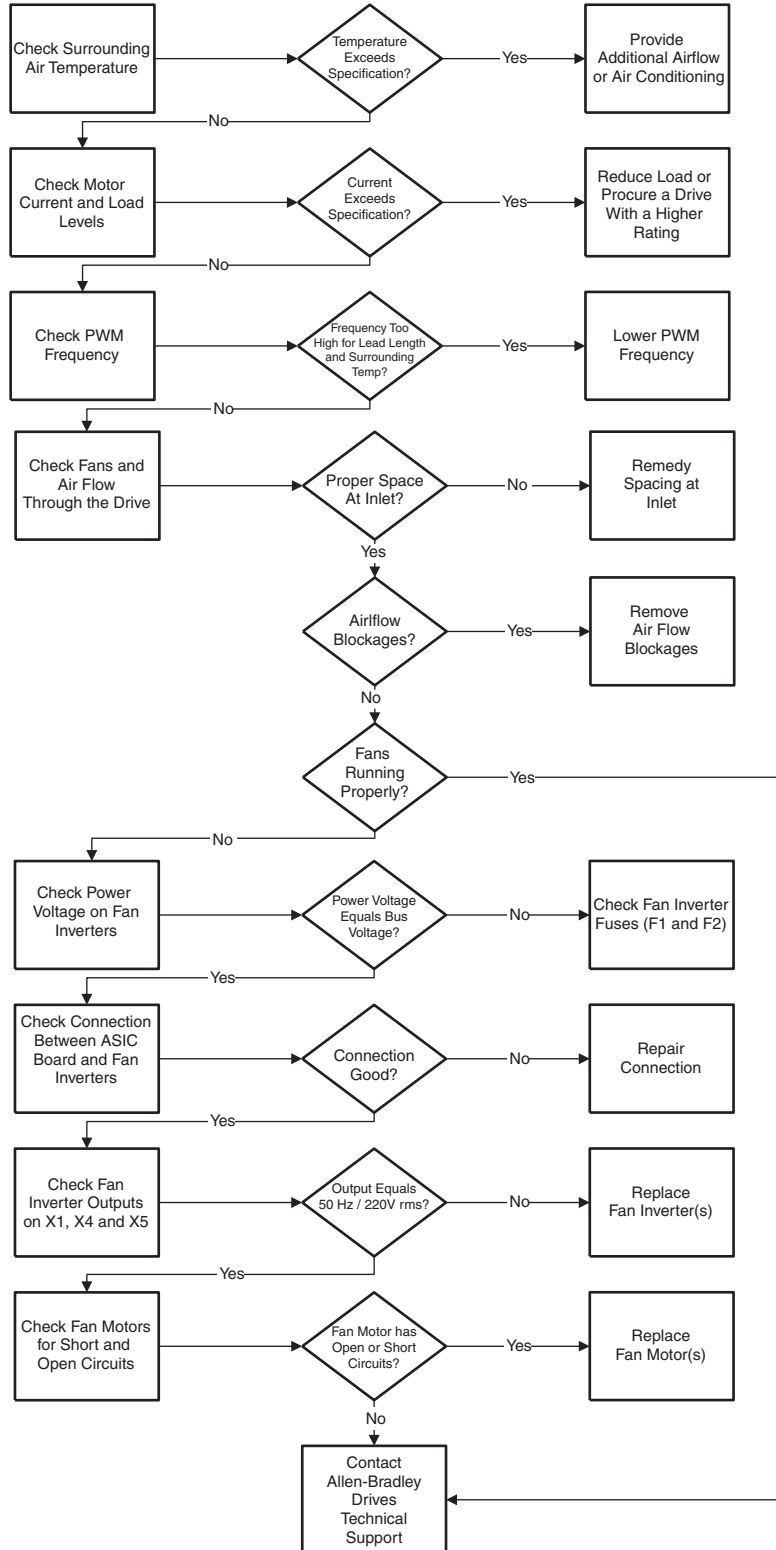 Check Surrounding
Air Temperature
Temperature
Exceeds
Specification?
Yes
Provide
Additional Airflow
or Air Conditioning
No
Check Motor
Current and Load
Levels
Current
Exceeds
Specification?
Yes
Reduce Load or
Procure a Drive
With a Higher
Rating
No
Check PWM
Frequency
Frequency Too
High for Lead Length
and Surrounding
Temp?
Yes
Lower PWM
Frequency
No
Check Fans and
Air Flow
Through the Drive
Proper Space
At Inlet?
No
Remedy
Spacing at
Inlet
Yes
Airlflow
Blockages?
Yes
Remove
Air Flow
Blockages
No
Fans
Running
Properly?
Yes
No
Check Power
Voltage on Fan
Inverters
Power Voltage
Equals Bus
Voltage?
No
Check Fan Inverter
Fuses (F1 and F2)
Yes
Check Connection
Between ASIC
Board and Fan
Inverters
Connection
Good?
No
Repair
Connection
Yes
Check Fan
Inverter Outputs
on X1, X4 and X5
Output Equals
50 Hz / 220V rms?
No
Replace
Fan Inverter(s)
Yes
Check Fan Motors
for Short and
Open Circuits
Fan Motor has
Open or Short
Circuits?
Yes
Replace
Fan Motor(s)
No
Contact
Allen-Bradley
Drives
Technical
Support